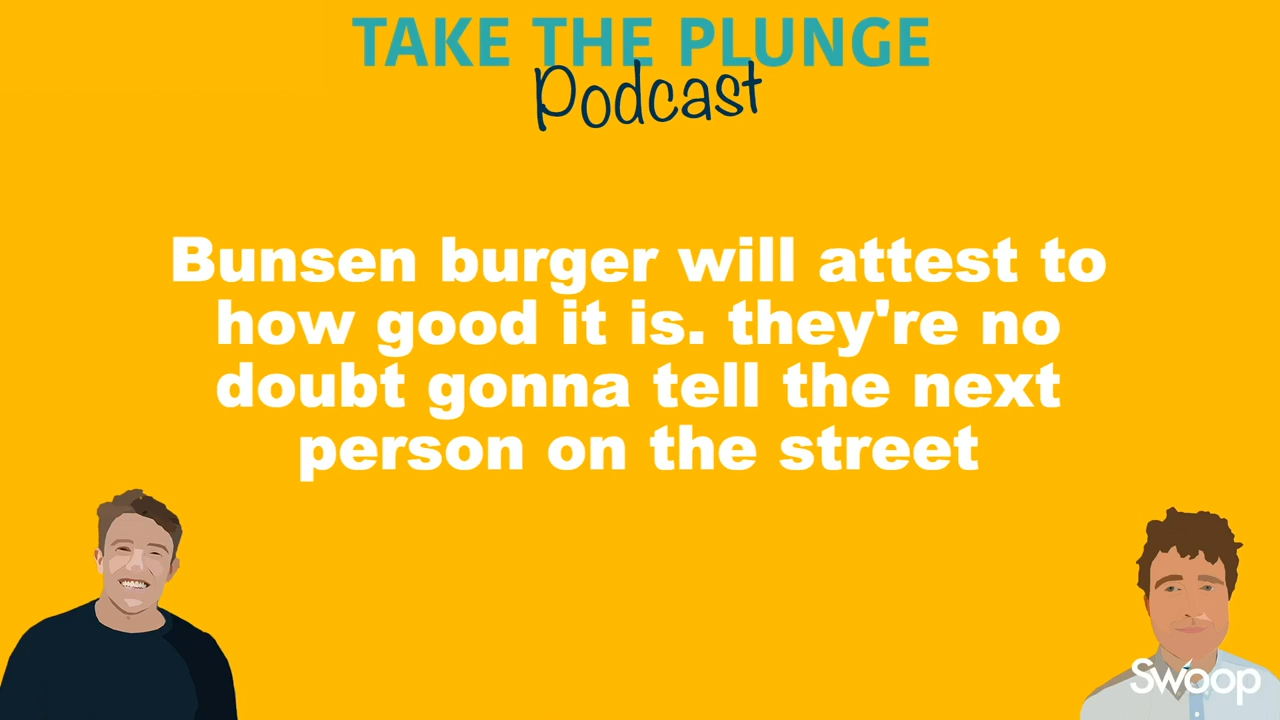 TAKE THE PLUNGE
Podcast
Bunsen burger will attest to
how good it is. they're no
doubt gonna tell the next
person on the street
Swoop